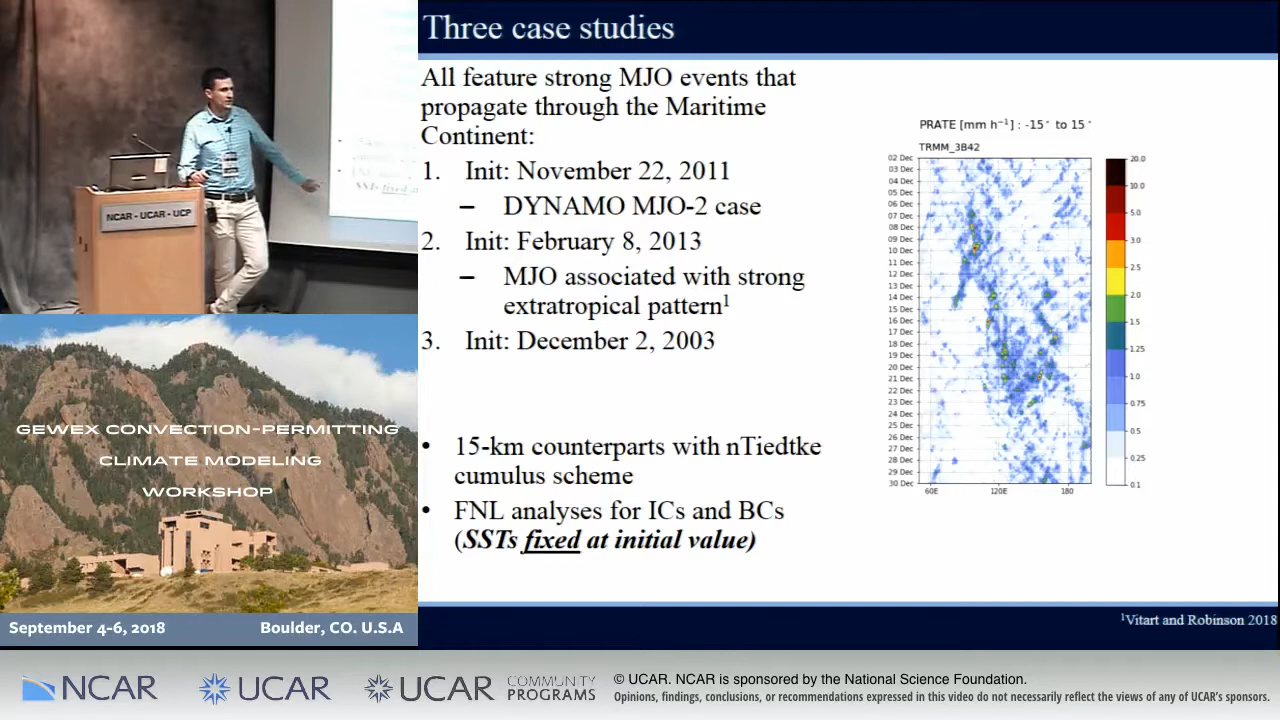 Three case studies
All feature strong MJO events that
propagate through the Maritime
Continent:
1. Init: November 22, 2011
– DYNAMO MJO-2 case
2. Init: February 8, 2013
– MJO associated with strong
extratropical pattern1
3. Init: December 2, 2003
• 15-km counterparts with nTiedtke
cumulus scheme
• FNL analyses for ICs and BCs
(SSTs fixed at initial value)
PRATE [mm h−1] : -15° to 15°
TRMM_3B42
02 Dec
03 Dec
04 Dec
05 Dec
06 Dec
07 Dec
08 Dec
09 Dec
10 Dec
11 Dec
12 Dec
13 Dec
14 Dec
15 Dec
16 Dec
17 Dec
18 Dec
19 Dec
20 Dec
21 Dec
22 Dec
23 Dec
24 Dec
25 Dec
26 Dec
27 Dec
28 Dec
29 Dec
30 Dec
60E 120E 180
20.0
10.0
5.0
3.0
2.5
2.0
1.5
1.25
1.0
0.75
0.5
0.25
0.1
1Vitart and Robinson 2018
NCAR - UCAR - UCP
GEWEX CONVECTION-PERMITTING
CLIMATE MODELING
WORKSHOP
September 4-6, 2018 Boulder, CO. U.S.A
NCAR
UCAR
UCAR COMMUNITY
PROGRAMS
© UCAR. NCAR is sponsored by the National Science Foundation.
Opinions, findings, conclusions, or recommendations expressed in this video do not necessarily reflect the views of any of UCAR's sponsors.